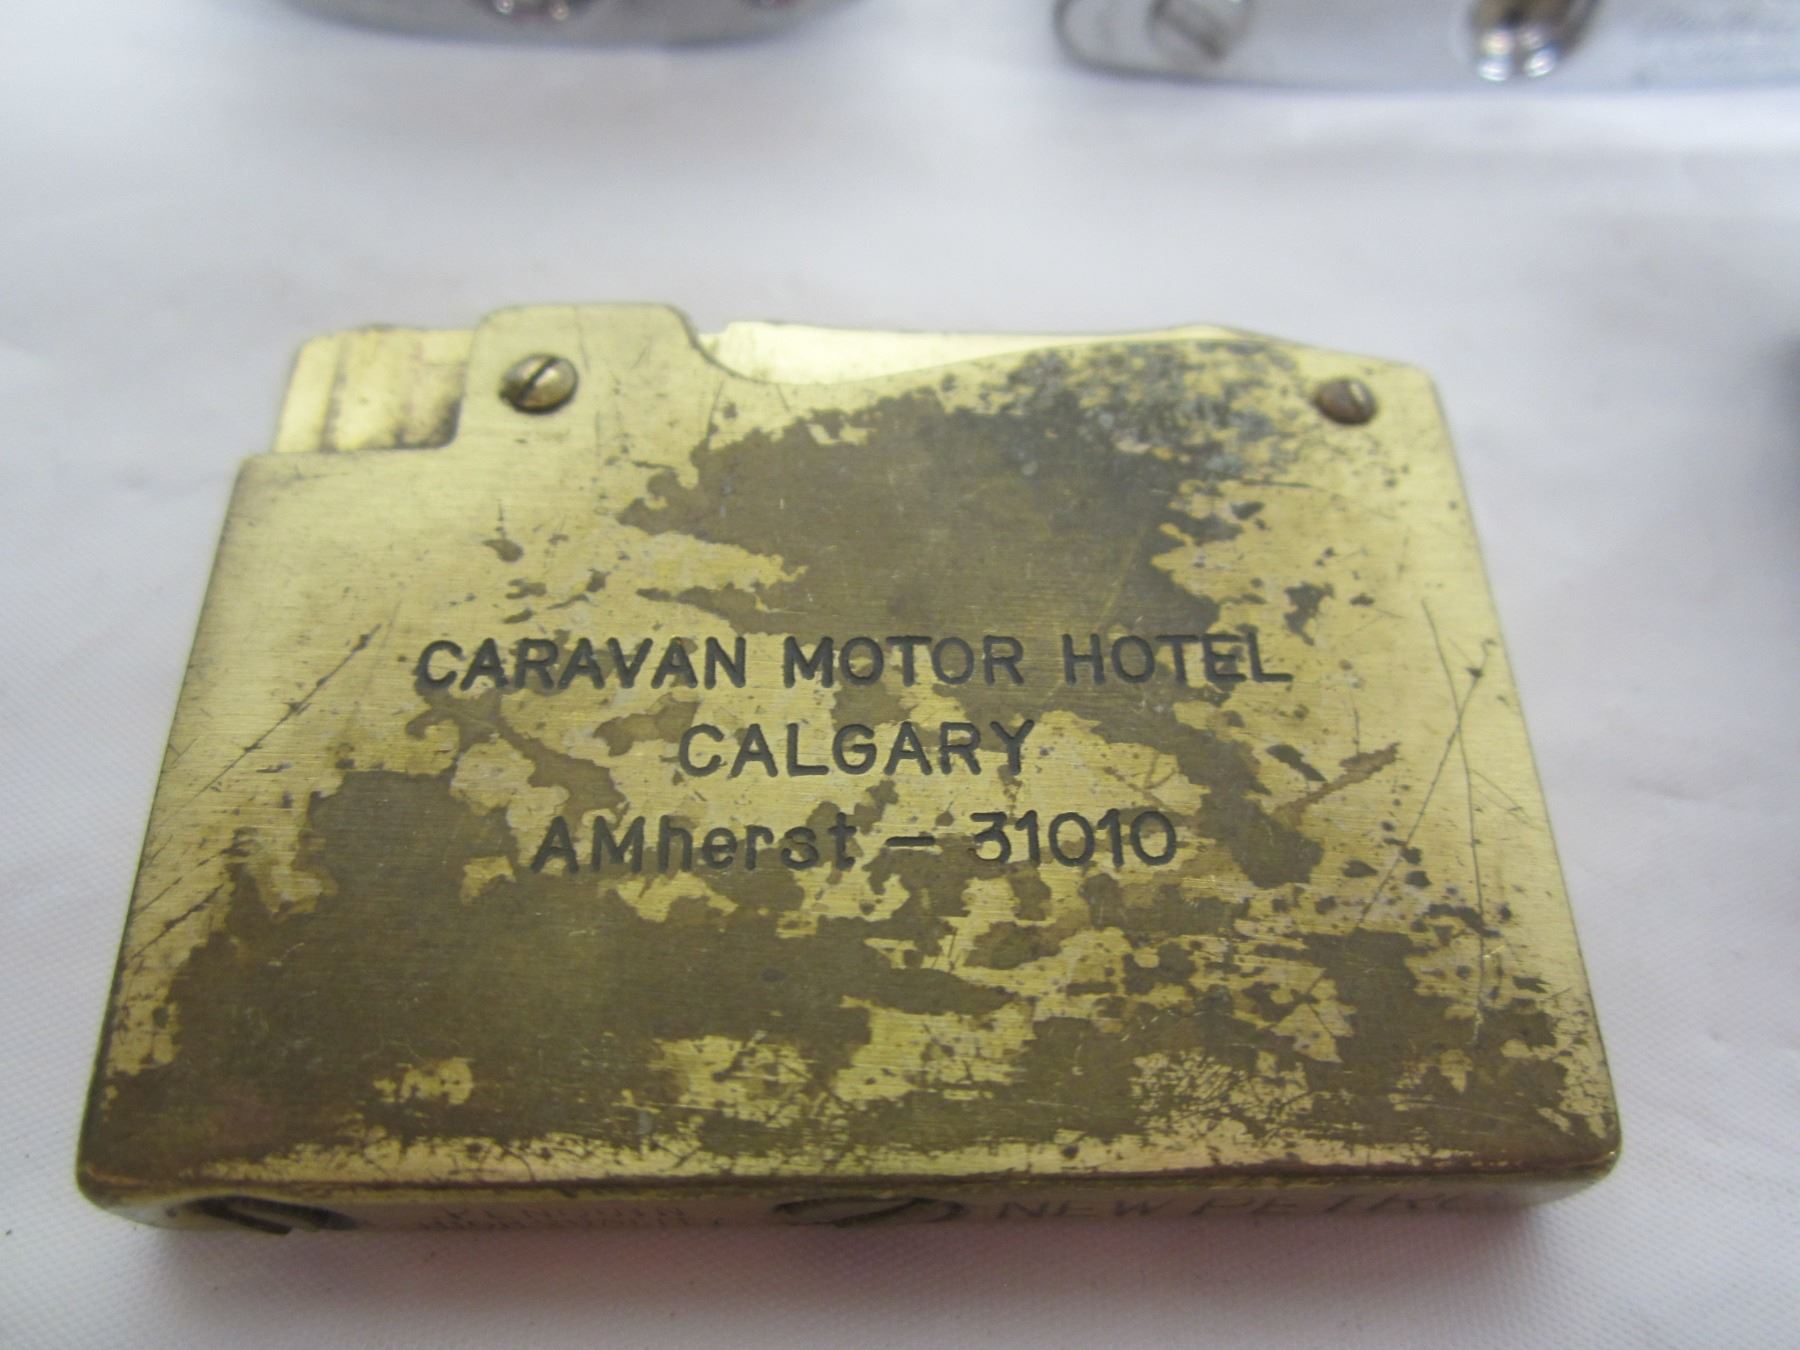 CARAVAN MOTOR HOTEL
CALGARY
AMherst - 31010
NEW PETRO